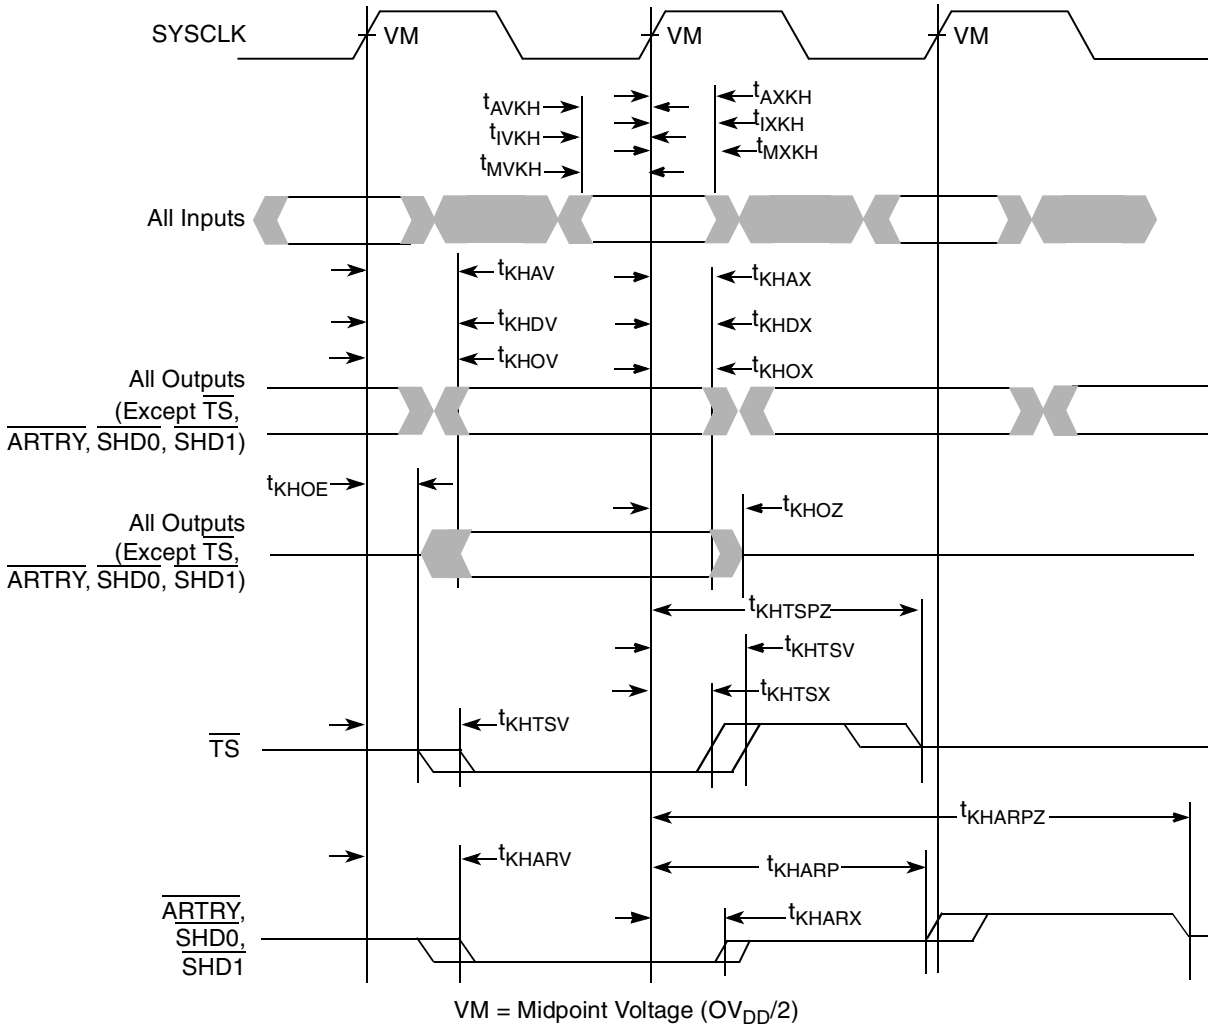 SYSCLK VM VM VM
tAVKH tAXKH
tIVKH tIXKH
tMVKH tMXKH
All Inputs
tKHAV tKHAX
tKHDV tKHDX
tKHOV tKHOX
All Outputs
(Except TS,
ARTRY, SHD0, SHD1)
tKHOE
tKHOZ
All Outputs
(Except TS,
ARTRY, SHD0, SHD1)
tKHTSPZ
tKHTSV
tKHTSX
tKHTSV
TS
tKHARPZ
tKHARV tKHARP
tKHARX
ARTRY,
SHD0,
SHD1
VM = Midpoint Voltage (OVDD/2)